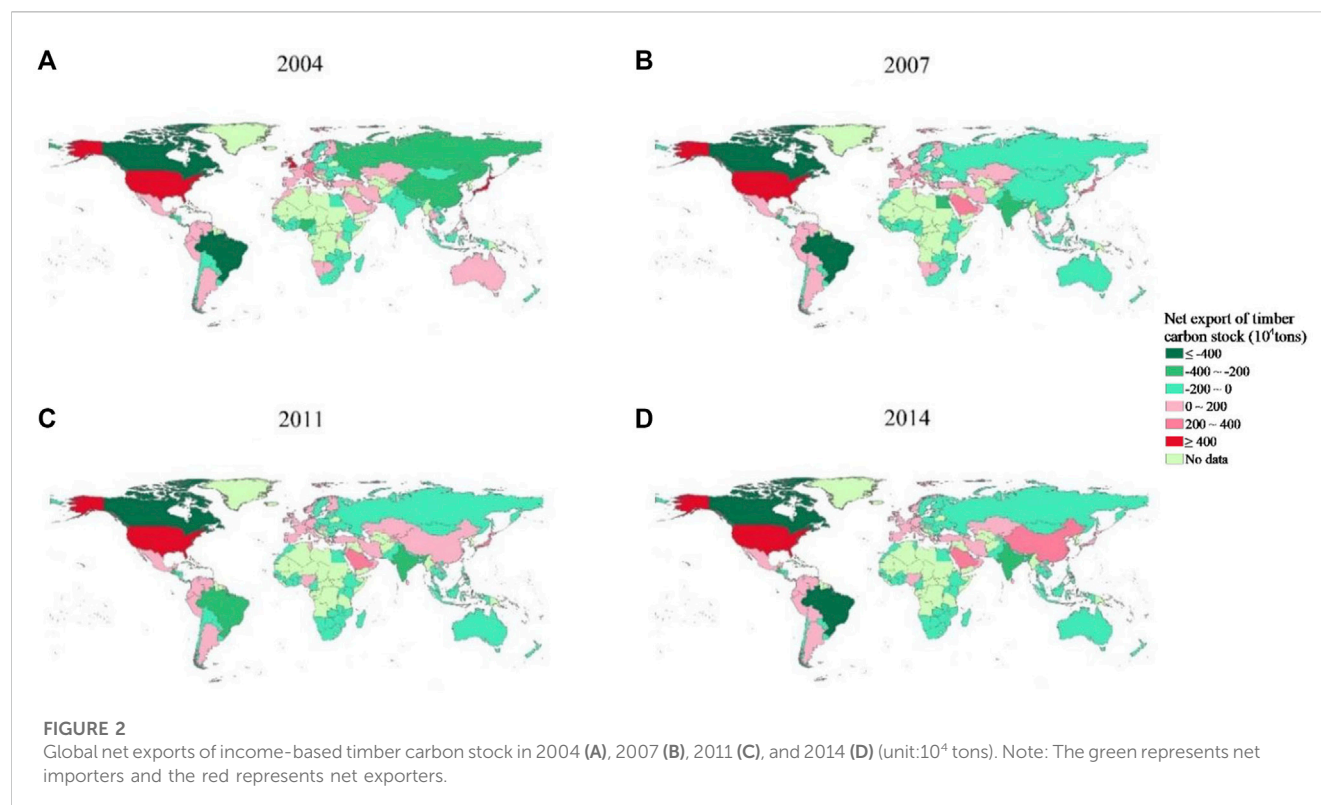 A
2004
B
2007
Net export of timber
carbon stock (10⁴tons)
≤ -400
-400 ~ -200
-200 ~ 0
0 ~ 200
200 ~ 400
≥ 400
No data
C
2011
D
2014
FIGURE 2
Global net exports of income-based timber carbon stock in 2004 (A), 2007 (B), 2011 (C), and 2014 (D) (unit:10⁴ tons). Note: The green represents net
importers and the red represents net exporters.